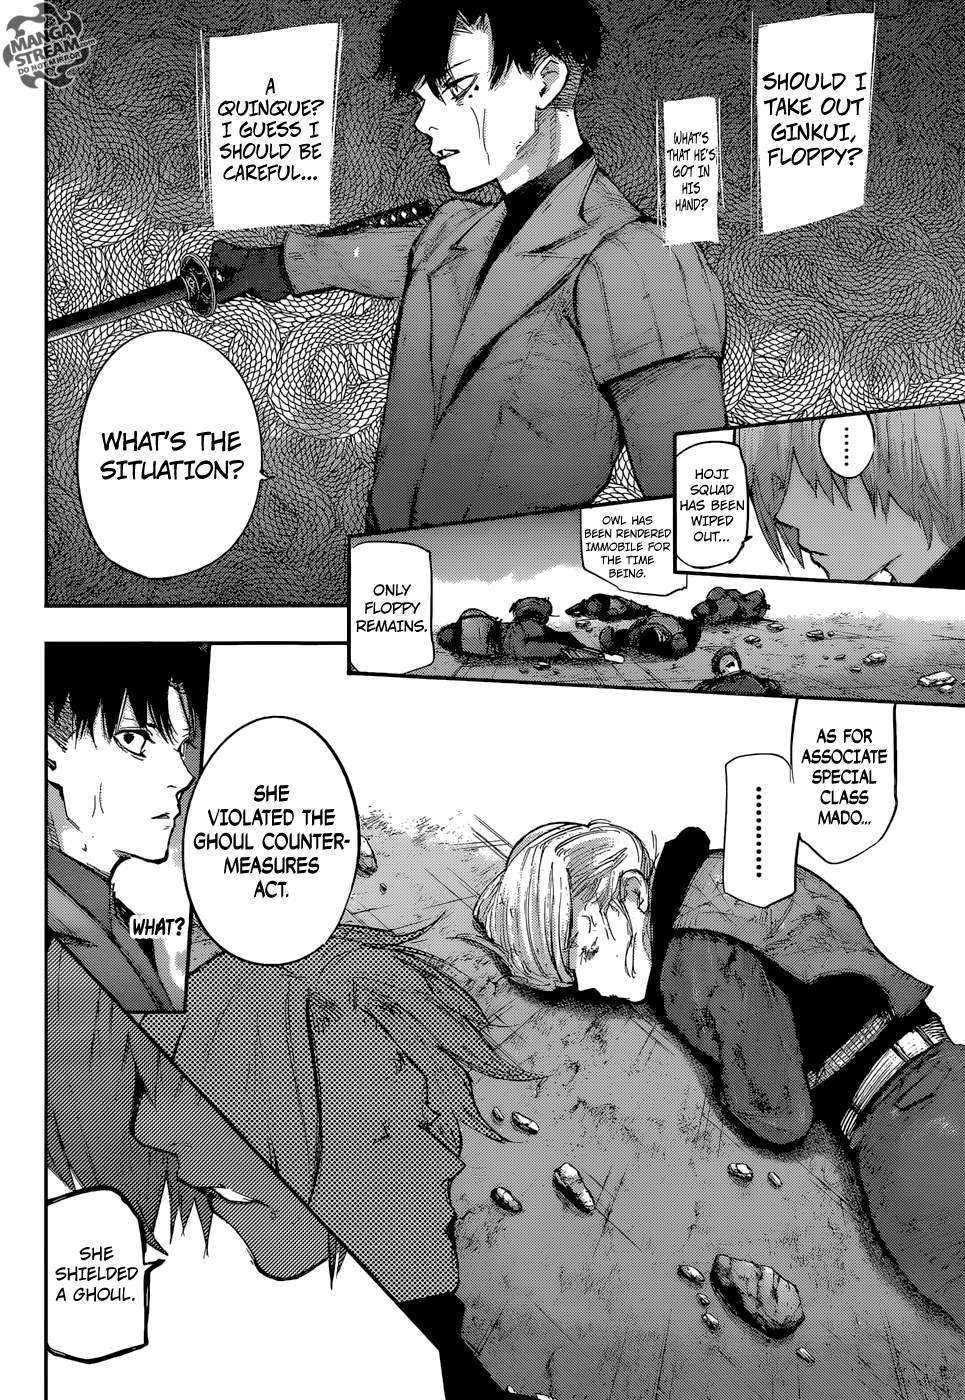 MANGA
STREAM
DO NOT MIRROR
SHOULD I
TAKE OUT
GINKUI,
FLOPPY?
WHAT'S
THAT HE'S
GOT IN
HIS
HAND?
A
QUINQUE?
I GUESS I
SHOULD BE
CAREFUL...
WHAT'S THE
SITUATION?
HOJI
SQUAD
HAS BEEN
WIPED
OUT...
OWL HAS
BEEN RENDERED
IMMOBILE FOR
THE TIME
BEING.
ONLY
FLOPPY
REMAINS.
AS FOR
ASSOCIATE
SPECIAL
CLASS
MADO...
SHE
VIOLATED THE
GHOUL COUNTER-
MEASURES
ACT.
WHAT?
SHE
SHIELDED
A GHOUL.